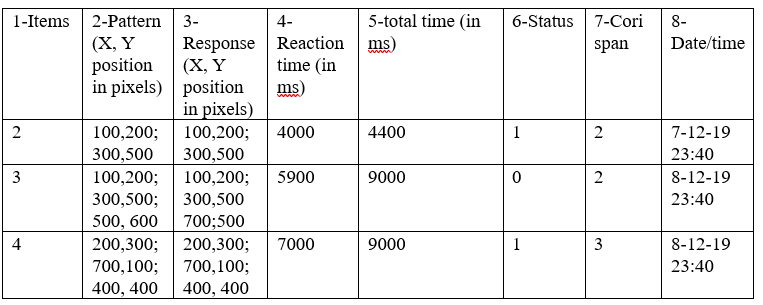 1-Items 2-Pattern (X, Y position in pixels) 3-Response (X, Y position in pixels) 4-Reaction time (in ms) 5-total time (in ms) 6-Status 7-Cori span 8-Date/time
2 100,200; 300,500 100,200; 300,500 4000 4400 1 2 7-12-19 23:40
3 100,200; 300,500; 500, 600 100,200; 300,500 700;500 5900 9000 0 2 8-12-19 23:40
4 200,300; 700,100; 400, 400 200,300; 700,100; 400, 400 7000 9000 1 3 8-12-19 23:40